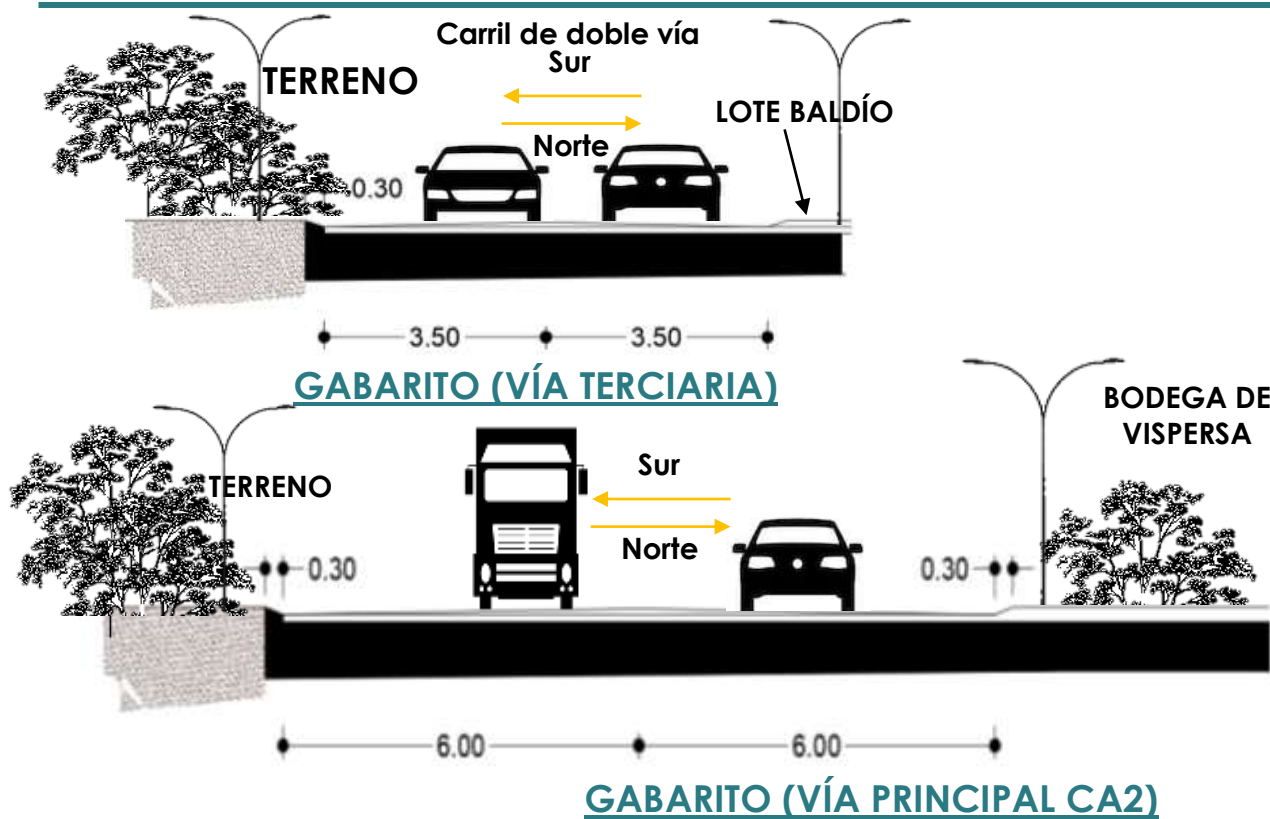 Carril de doble vía
Sur
TERRENO
LOTE BALDÍO
Norte
0.30
3.50 3.50
GABARITO (VÍA TERCIARIA)
BODEGA DE
VISPERSA
Sur
TERRENO
Norte
0.30 0.30
6.00 6.00
GABARITO (VÍA PRINCIPAL CA2)